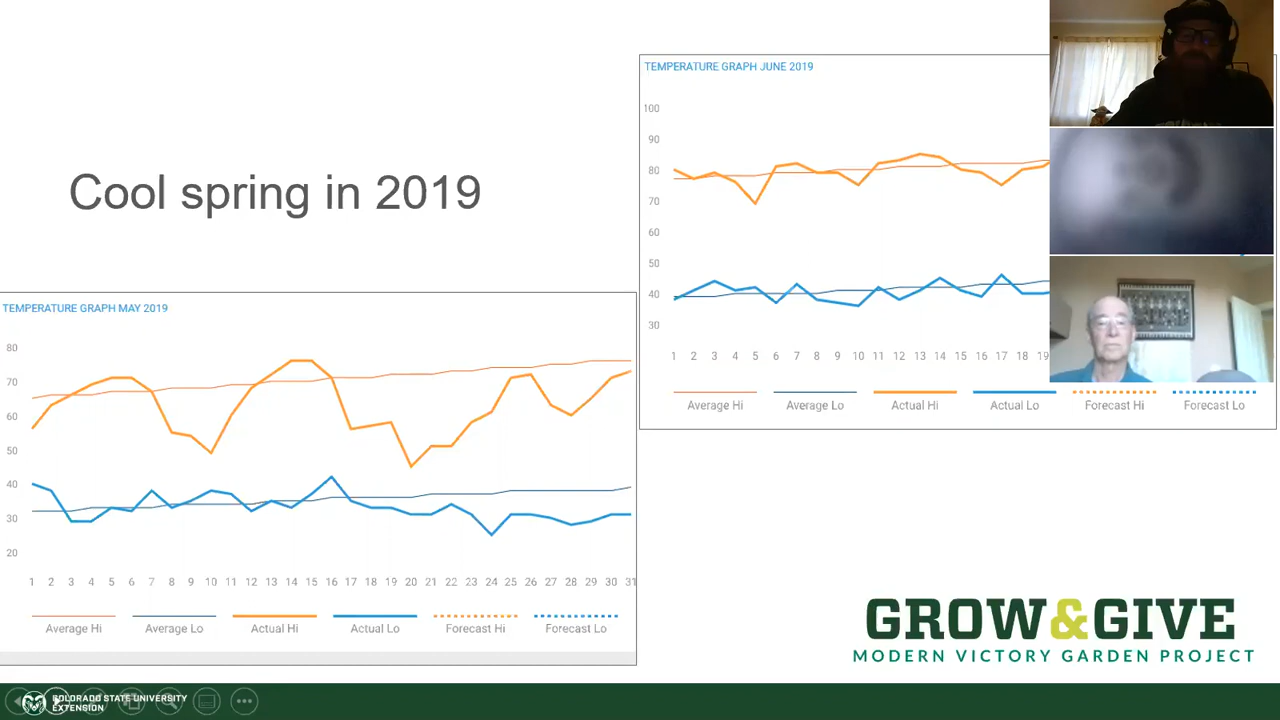 Cool spring in 2019
TEMPERATURE GRAPH MAY 2019
80
70
60
50
40
30
20
1 2 3 4 5 6 7 8 9 10 11 12 13 14 15 16 17 18 19 20 21 22 23 24 25 26 27 28 29 30 31
Average Hi Average Lo Actual Hi Actual Lo Forecast Hi Forecast Lo
TEMPERATURE GRAPH JUNE 2019
100
90
80
70
60
50
40
30
1 2 3 4 5 6 7 8 9 10 11 12 13 14 15 16 17 18 19
Average Hi Average Lo Actual Hi Actual Lo Forecast Hi Forecast Lo
GROW&GIVE
MODERN VICTORY GARDEN PROJECT
COLORADO STATE UNIVERSITY
EXTENSION